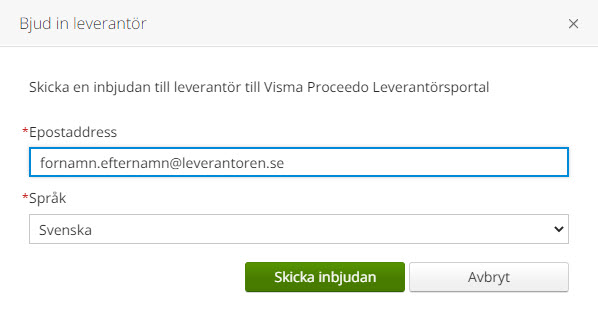 Bjud in leverantör
×
Skicka en inbjudan till leverantör till Visma Proceedo Leverantörsportal
*Epostaddress
fornamn.efternamn@leverantoren.se
*Språk
Svenska
Skicka inbjudan
Avbryt